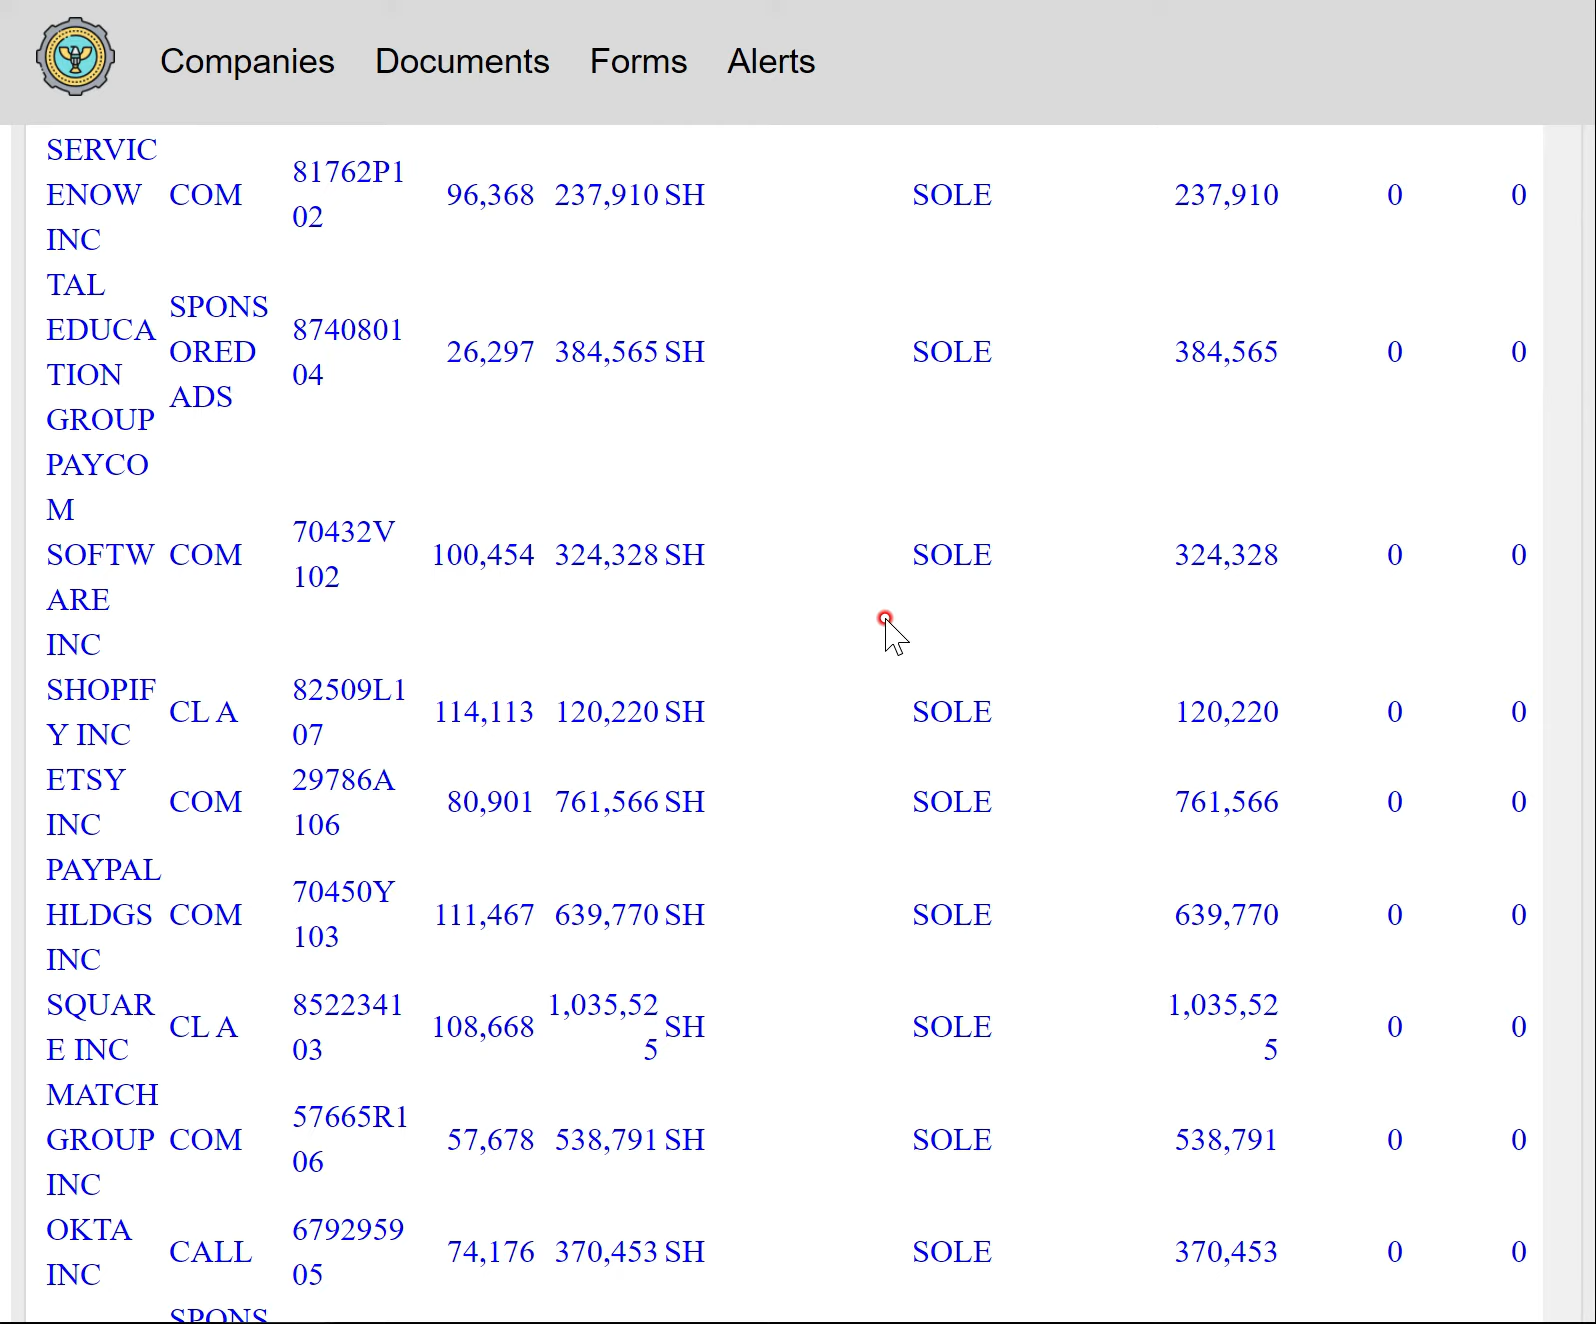 Companies Documents Forms Alerts
SERVIC
ENOW
INC
COM
81762P1
02
96,368 237,910 SH SOLE 237,910 0 0
TAL
EDUCA
TION
GROUP
SPONS
ORED
ADS
8740801
04
26,297 384,565 SH SOLE 384,565 0 0
PAYCO
M
SOFTW
ARE
INC
COM
70432V
102
100,454 324,328 SH SOLE 324,328 0 0
SHOPIF
Y INC
CL A
82509L1
07
114,113 120,220 SH SOLE 120,220 0 0
ETSY
INC
COM
29786A
106
80,901 761,566 SH SOLE 761,566 0 0
PAYPAL
HLDGS
INC
COM
70450Y
103
111,467 639,770 SH SOLE 639,770 0 0
SQUAR
E INC
CL A
8522341
03
108,668
1,035,52
5
SH SOLE
1,035,52
5
0 0
MATCH
GROUP
INC
COM
57665R1
06
57,678 538,791 SH SOLE 538,791 0 0
OKTA
INC
CALL
6792959
05
74,176 370,453 SH SOLE 370,453 0 0
SPONS